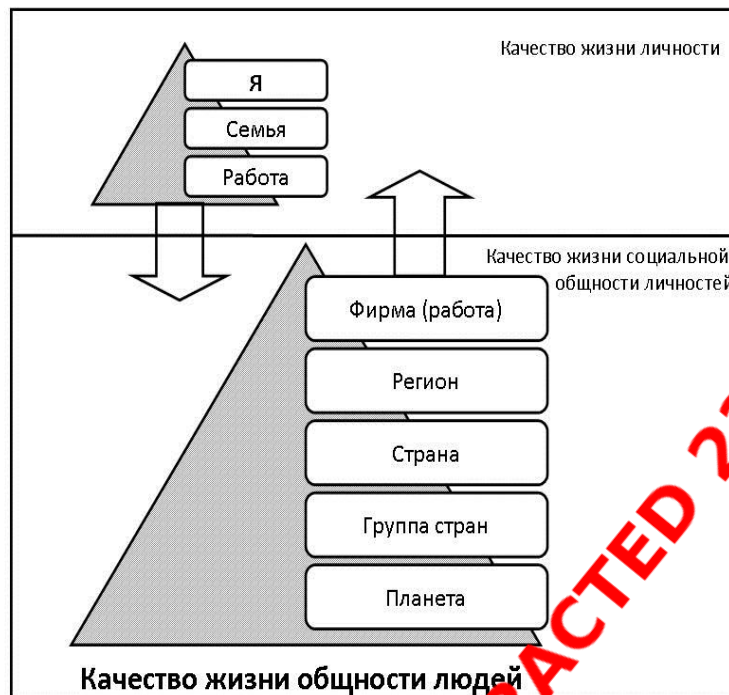 Качество жизни личности
Я
Семья
Работа
Качество жизни социальной
общности личностей
Фирма (работа)
Регион
Страна
Группа стран
Планета
Качество жизни общности людей